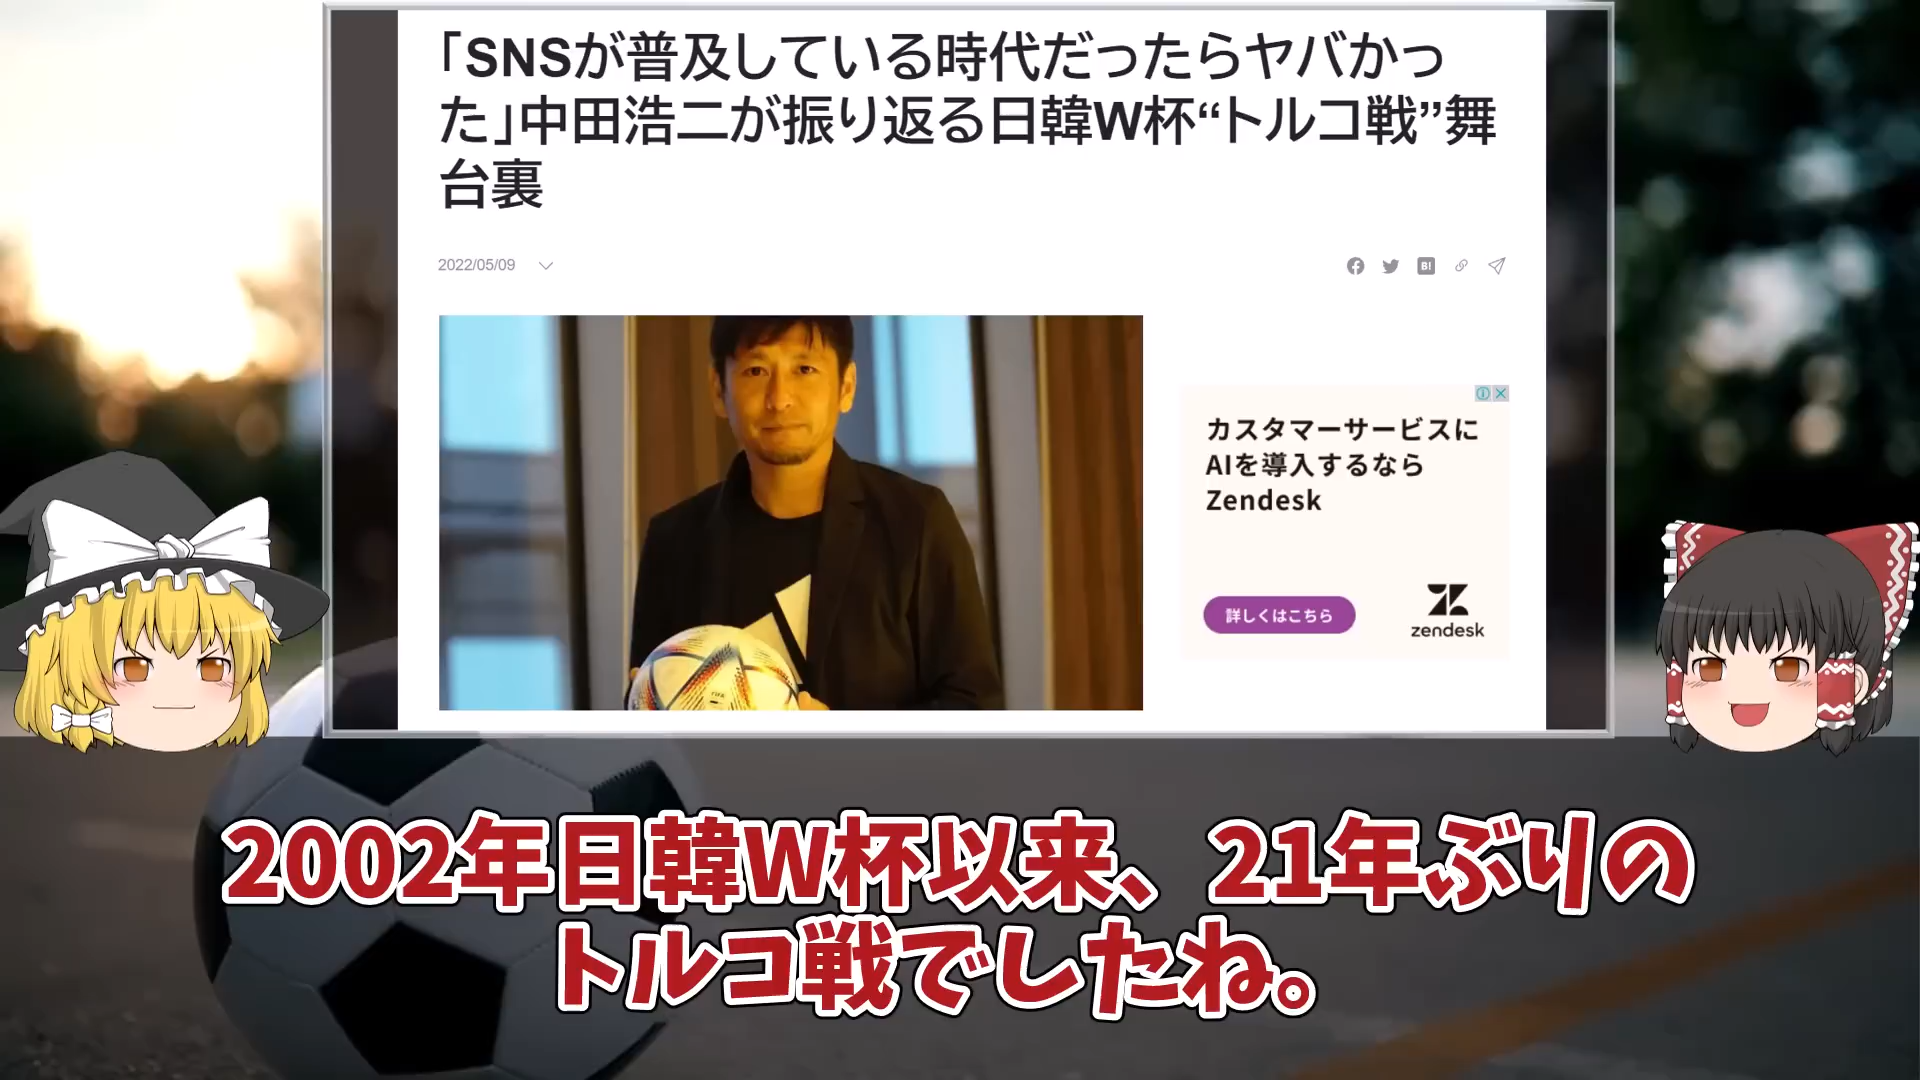 「SNSが普及している時代だったらヤバかっ
た」中田浩二が振り返る日韓W杯“トルコ戦”舞
台裏
2022/05/09
B!
カスタマーサービスに
AIを導入するなら
Zendesk
詳しくはこちら
zendesk
2002年日韓W杯以来、21年ぶりの
トルコ戦でしたね。